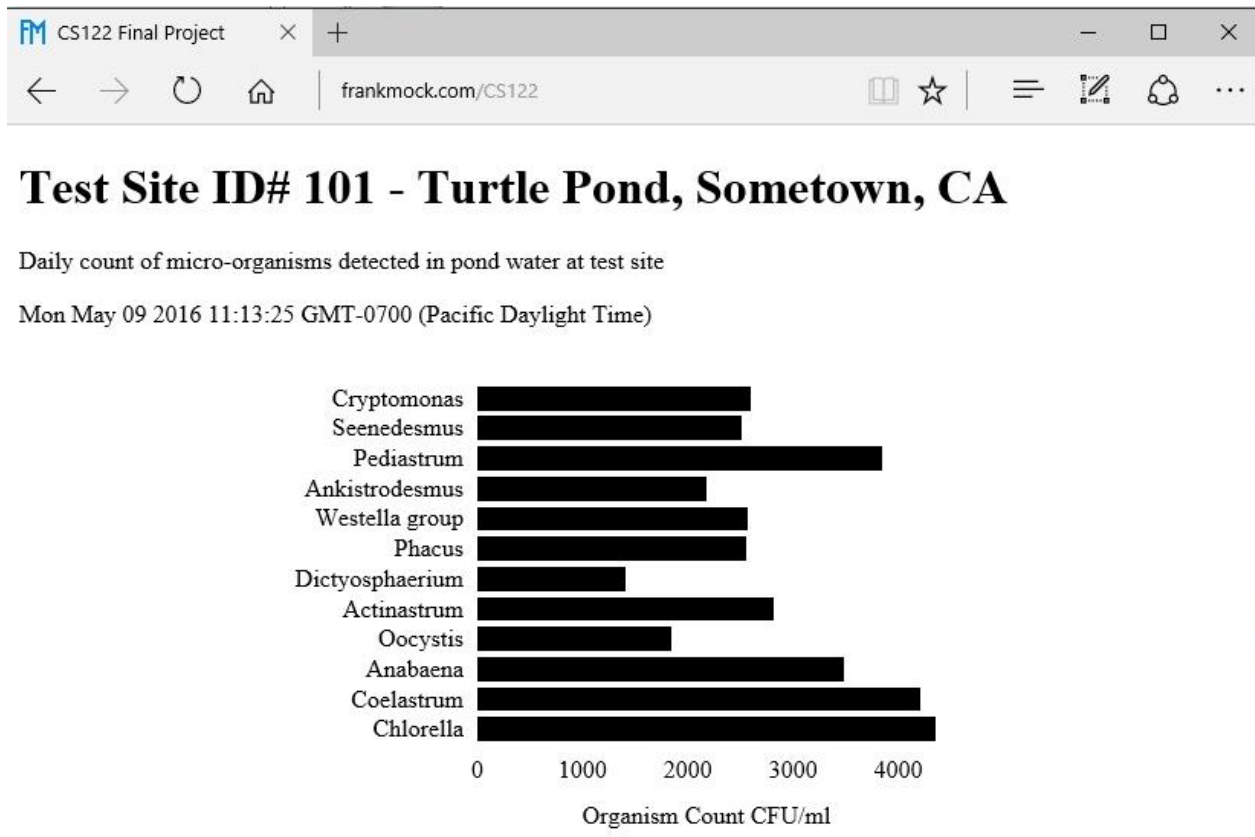 FM CS122 Final Project
frankmock.com/CS122
Test Site ID# 101 - Turtle Pond, Sometown, CA
Daily count of micro-organisms detected in pond water at test site
Mon May 09 2016 11:13:25 GMT-0700 (Pacific Daylight Time)
Cryptomonas
Seenedesmus
Pediastrum
Ankistrodesmus
Westella group
Phacus
Dictyosphaerium
Actinastrum
Oocystis
Anabaena
Coelastrum
Chlorella
0 1000 2000 3000 4000
Organism Count CFU/ml